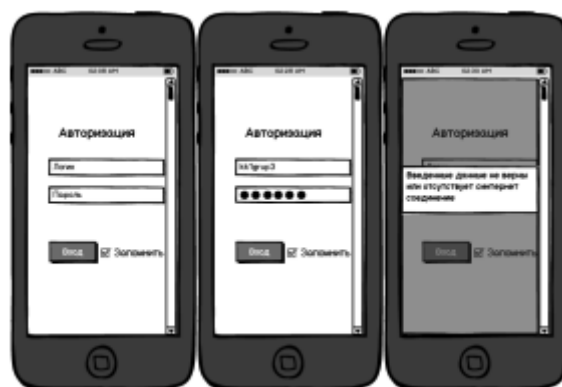 Авторизация
Логин
Пароль
Вход
Запомнить
Авторизация
Вход
Запомнить
Авторизация
Введенные данные не верны
или отсутствует интернет
соединение
Вход
Запомнить